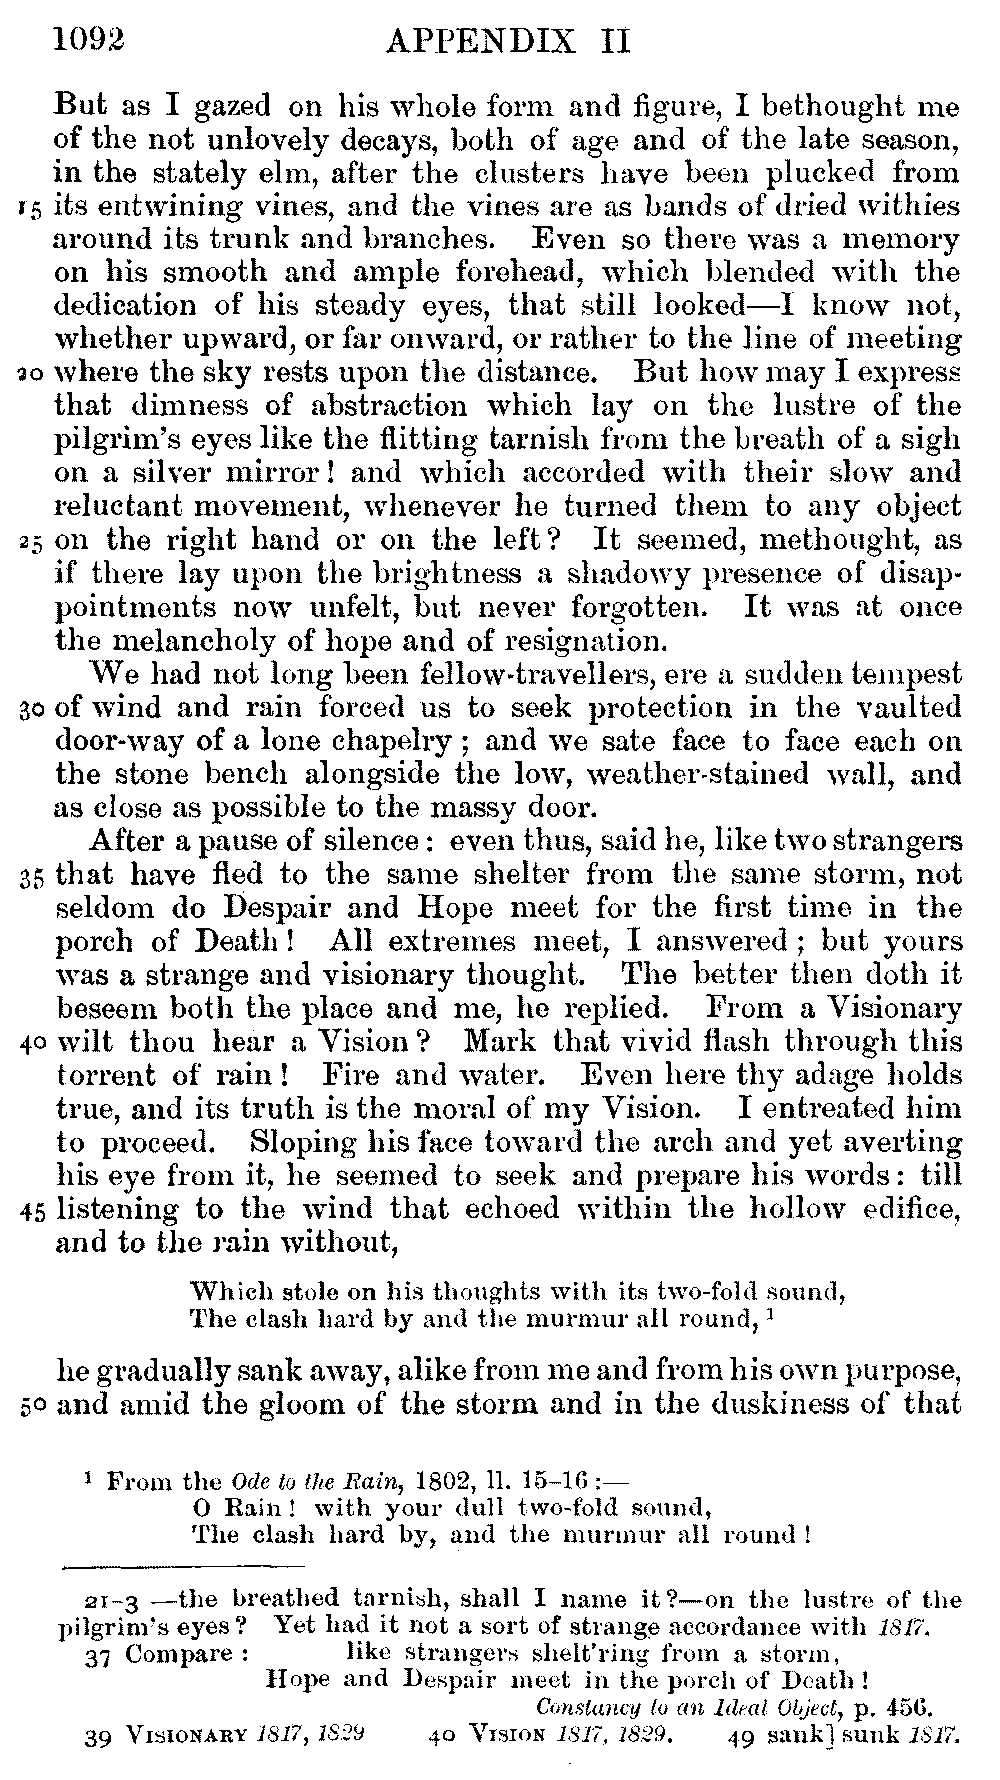 1092 APPENDIX II
But as I gazed on his whole form and figure, I bethought me
of the not unlovely decays, both of age and of the late season,
in the stately elm, after the clusters have been plucked from
15 its entwining vines, and the vines are as bands of dried withies
around its trunk and branches. Even so there was a memory
on his smooth and ample forehead, which blended with the
dedication of his steady eyes, that still looked—I know not,
whether upward, or far onward, or rather to the line of meeting
20 where the sky rests upon the distance. But how may I express
that dimness of abstraction which lay on the lustre of the
pilgrim's eyes like the flitting tarnish from the breath of a sigh
on a silver mirror! and which accorded with their slow and
reluctant movement, whenever he turned them to any object
25 on the right hand or on the left? It seemed, methought, as
if there lay upon the brightness a shadowy presence of disap-
pointments now unfelt, but never forgotten. It was at once
the melancholy of hope and of resignation.
We had not long been fellow-travellers, ere a sudden tempest
30 of wind and rain forced us to seek protection in the vaulted
door-way of a lone chapelry; and we sate face to face each on
the stone bench alongside the low, weather-stained wall, and
as close as possible to the massy door.
After a pause of silence: even thus, said he, like two strangers
35 that have fled to the same shelter from the same storm, not
seldom do Despair and Hope meet for the first time in the
porch of Death! All extremes meet, I answered; but yours
was a strange and visionary thought. The better then doth it
beseem both the place and me, he replied. From a Visionary
40 wilt thou hear a Vision? Mark that vivid flash through this
torrent of rain! Fire and water. Even here thy adage holds
true, and its truth is the moral of my Vision. I entreated him
to proceed. Sloping his face toward the arch and yet averting
his eye from it, he seemed to seek and prepare his words: till
45 listening to the wind that echoed within the hollow edifice,
and to the rain without,
Which stole on his thoughts with its two-fold sound,
The clash hard by and the murmur all round,¹
he gradually sank away, alike from me and from his own purpose,
50 and amid the gloom of the storm and in the duskiness of that
¹ From the Ode to the Rain, 1802, ll. 15-16:—
O Rain! with your dull two-fold sound,
The clash hard by, and the murmur all round!
21-3 —the breathed tarnish, shall I name it?—on the lustre of the
pilgrim's eyes? Yet had it not a sort of strange accordance with 1817.
37 Compare: like strangers shelt'ring from a storm,
Hope and Despair meet in the porch of Death!
Constancy to an Ideal Object, p. 456.
39 VISIONARY 1817, 1829 40 VISION 1817, 1829. 49 sank] sunk 1817.